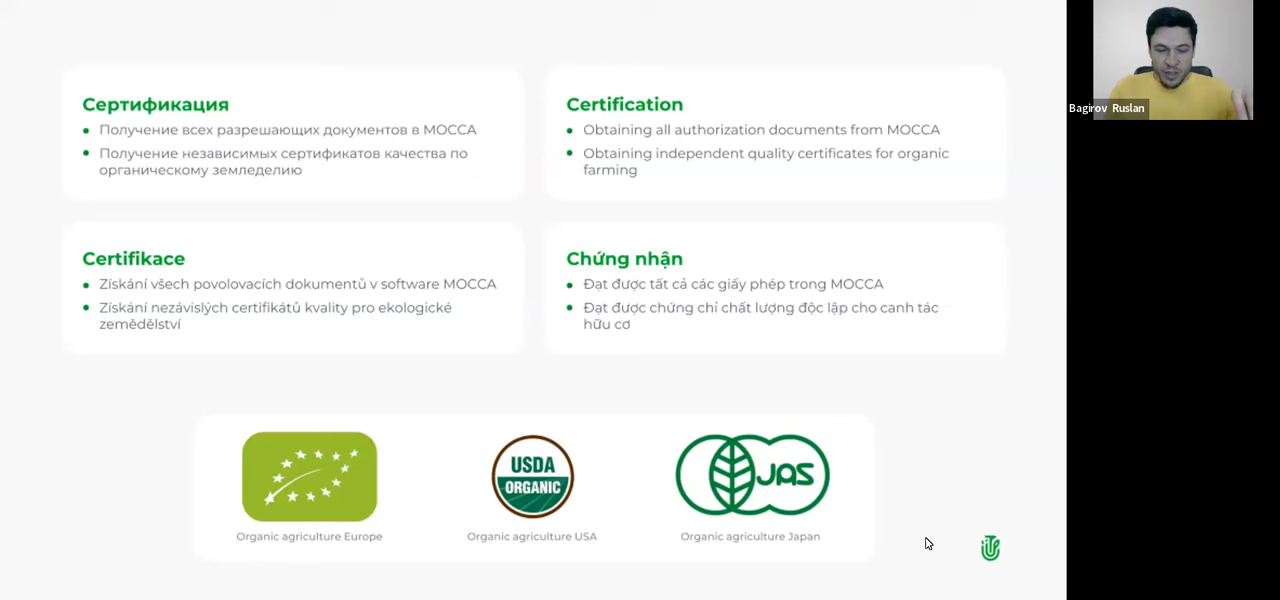 Сертификация
Получение всех разрешающих документов в МОССА
Получение независимых сертификатов качества по
органическому земледелию
Certification
Obtaining all authorization documents from MOCCA
Obtaining independent quality certificates for organic
farming
Certifikace
Získání všech povolovacích dokumentů v software MOCCA
Získání nezávislých certifikátů kvality pro ekologické
zemědělství
Chứng nhận
Đạt được tất cả các giấy phép trong MOCCA
Đạt được chứng chỉ chất lượng độc lập cho canh tác
hữu cơ
USDA
ORGANIC
JAS
Organic agriculture Europe
Organic agriculture USA
Organic agriculture Japan
Bagirov Ruslan